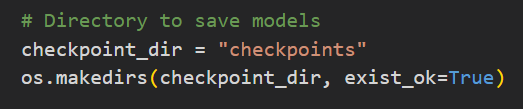 # Directory to save models
checkpoint_dir = "checkpoints"
os.makedirs(checkpoint_dir, exist_ok=True)